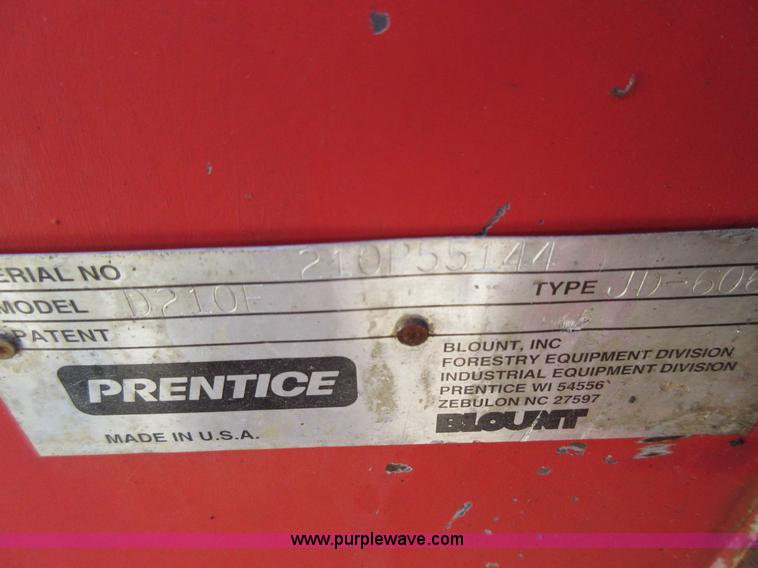 ERIAL NO 210P55144
MODEL D210F TYPE JD-606
PATENT
PRENTICE
MADE IN U.S.A.
BLOUNT, INC
FORESTRY EQUIPMENT DIVISION
INDUSTRIAL EQUIPMENT DIVISION
PRENTICE WI 54556
ZEBULON NC 27597
BLOUNT
www.purplewave.com